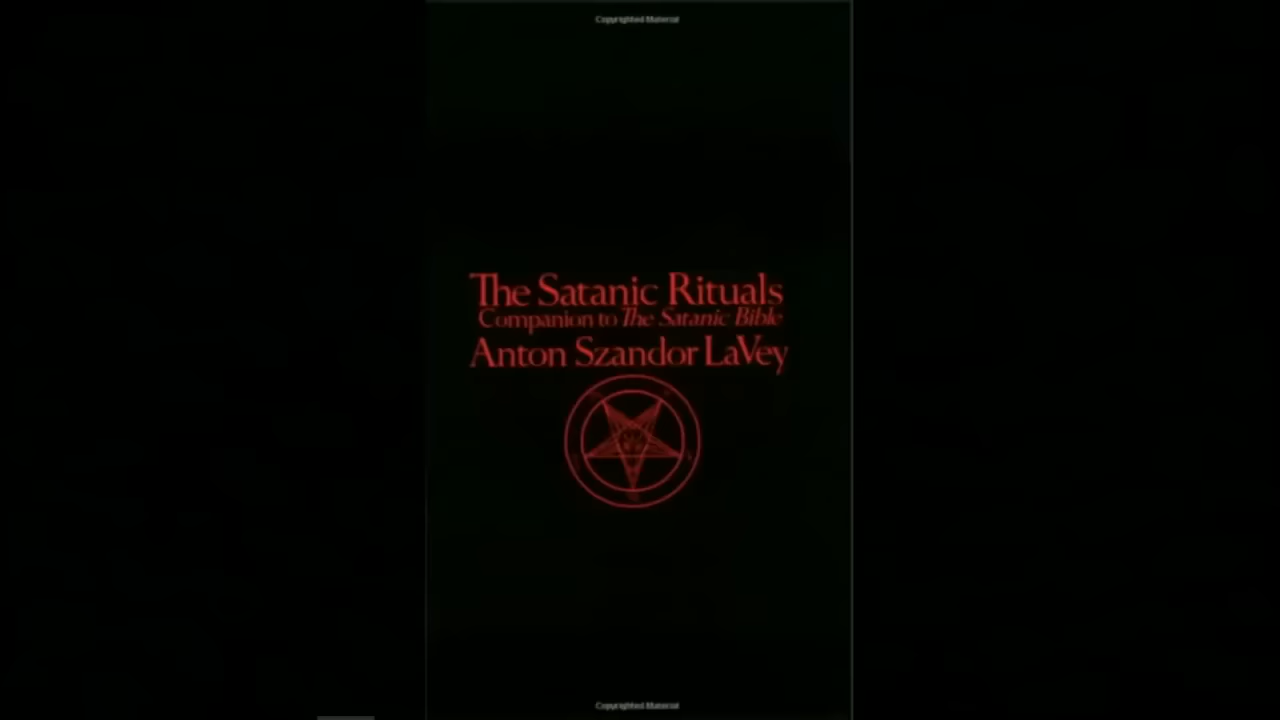 Copyrighted Material
The Satanic Rituals
Companion to The Satanic Bible
Anton Szandor LaVey
Copyrighted Material